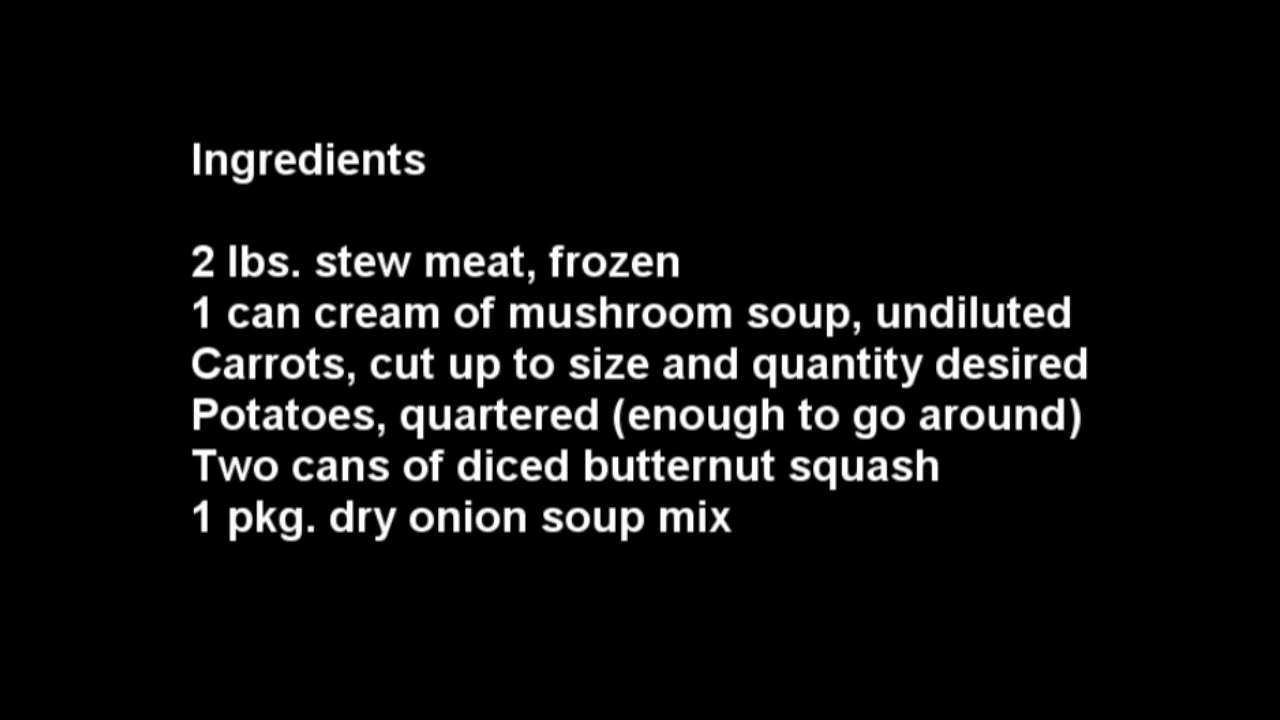 Ingredients
2 lbs. stew meat, frozen
1 can cream of mushroom soup, undiluted
Carrots, cut up to size and quantity desired
Potatoes, quartered (enough to go around)
Two cans of diced butternut squash
1 pkg. dry onion soup mix